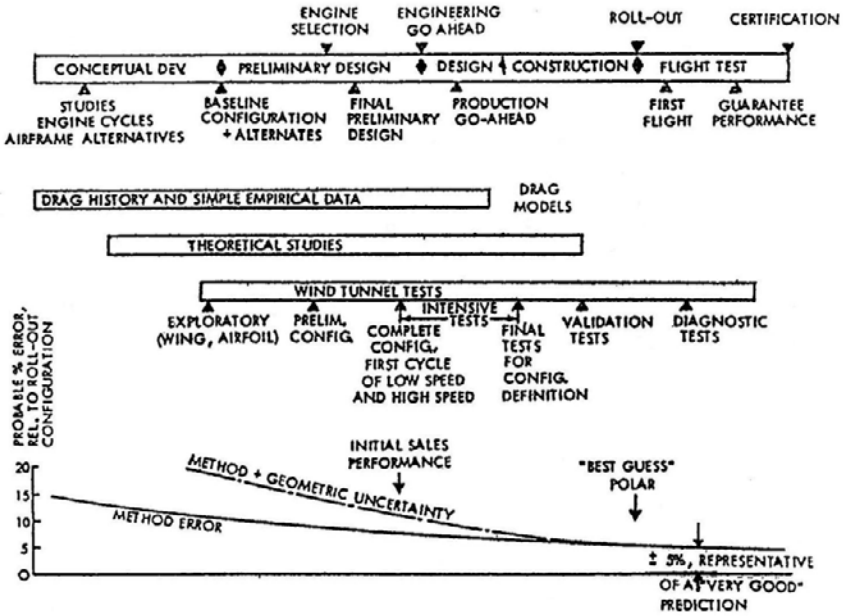 ENGINE
SELECTION
ENGINEERING
GO AHEAD
ROLL-OUT
CERTIFICATION
CONCEPTUAL DEV.
PRELIMINARY DESIGN
DESIGN
CONSTRUCTION
FLIGHT TEST
STUDIES
ENGINE CYCLES
AIRFRAME ALTERNATIVES
BASELINE
CONFIGURATION
+ ALTERNATES
FINAL
PRELIMINARY
DESIGN
PRODUCTION
GO-AHEAD
FIRST
FLIGHT
GUARANTEE
PERFORMANCE
DRAG HISTORY AND SIMPLE EMPIRICAL DATA
DRAG
MODELS
THEORETICAL STUDIES
WIND TUNNEL TESTS
EXPLORATORY
(WING, AIRFOIL)
PRELIM.
CONFIG.
INTENSIVE
TESTS
COMPLETE
CONFIG.,
FIRST CYCLE
OF LOW SPEED
AND HIGH SPEED
FINAL
TESTS
FOR
CONFIG.
DEFINITION
VALIDATION
TESTS
DIAGNOSTIC
TESTS
PROBABLE % ERROR,
REL. TO ROLL-OUT
CONFIGURATION
20
15
10
5
0
METHOD + GEOMETRIC UNCERTAINTY
METHOD ERROR
INITIAL SALES
PERFORMANCE
"BEST GUESS"
POLAR
± 5%, REPRESENTATIVE
OF A "VERY GOOD"
PREDICTION